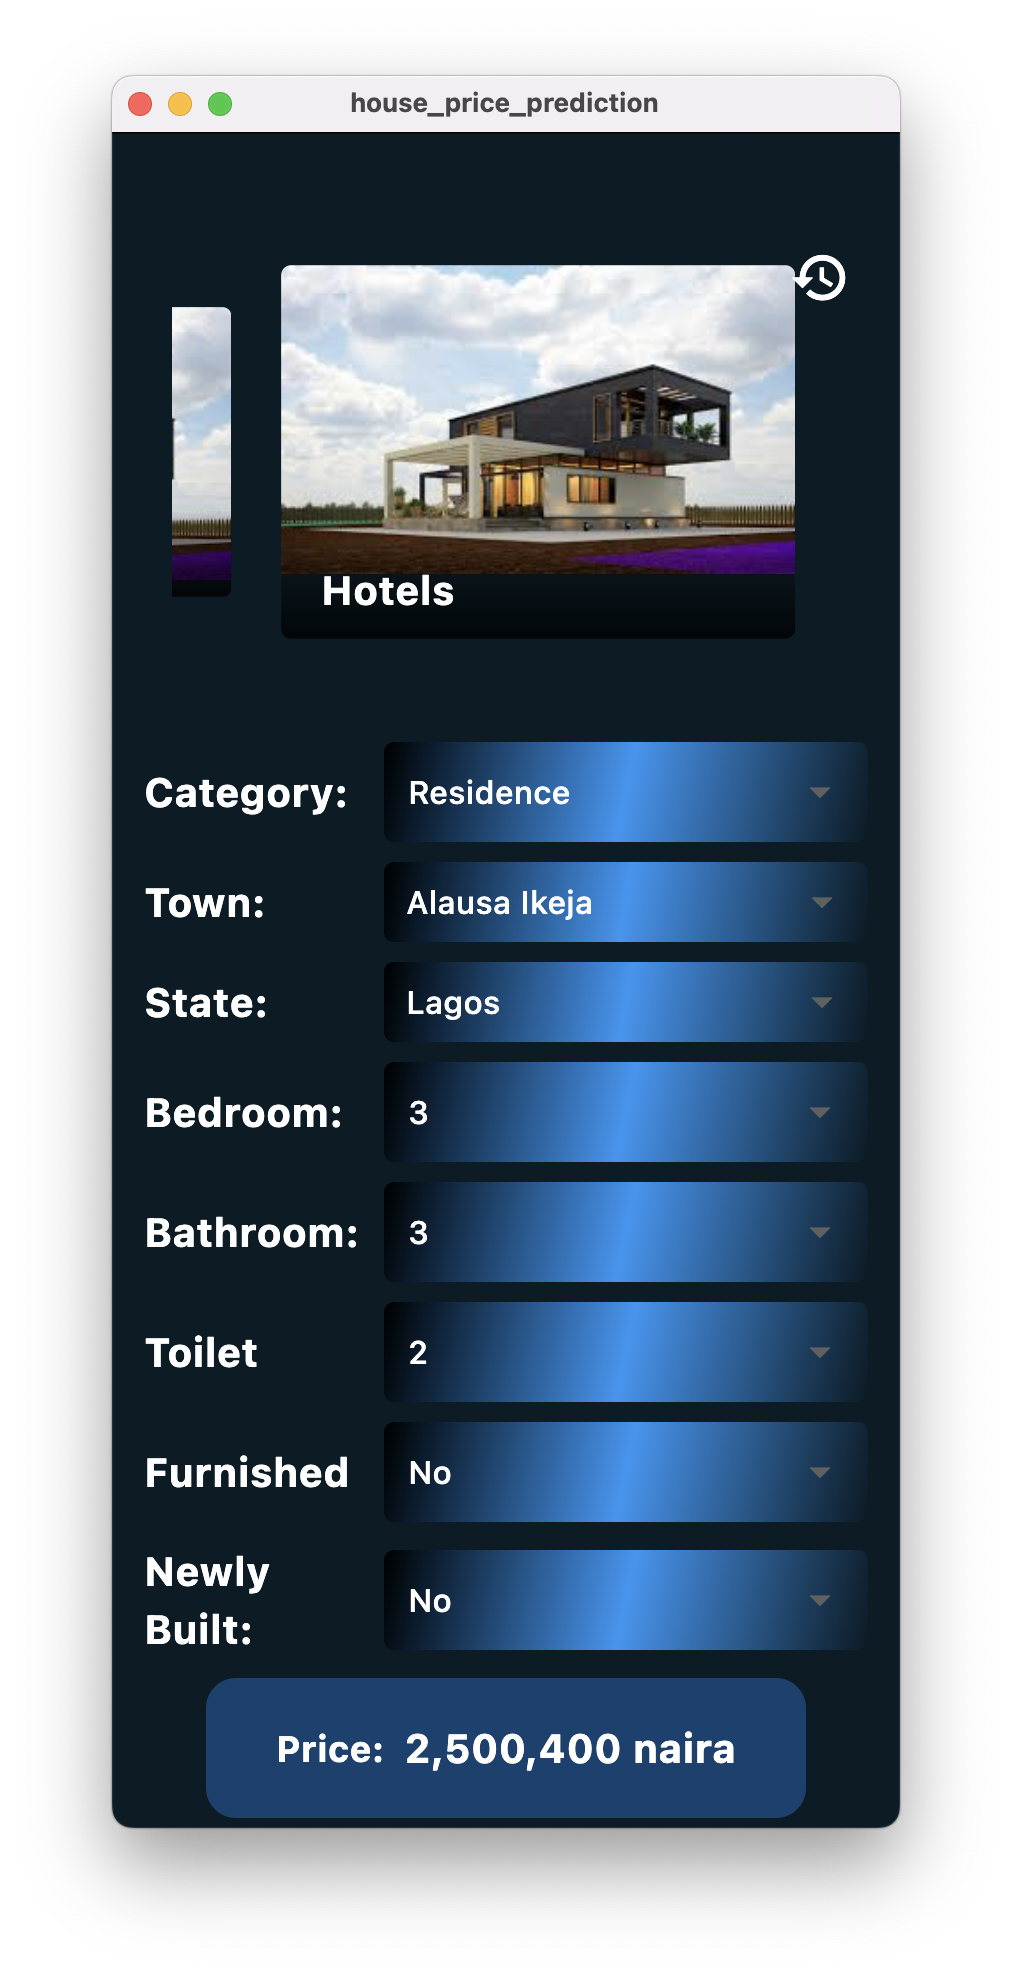 house_price_prediction
Hotels
Category: Residence
Town: Alausa Ikeja
State: Lagos
Bedroom: 3
Bathroom: 3
Toilet 2
Furnished No
Newly
Built: No
Price: 2,500,400 naira